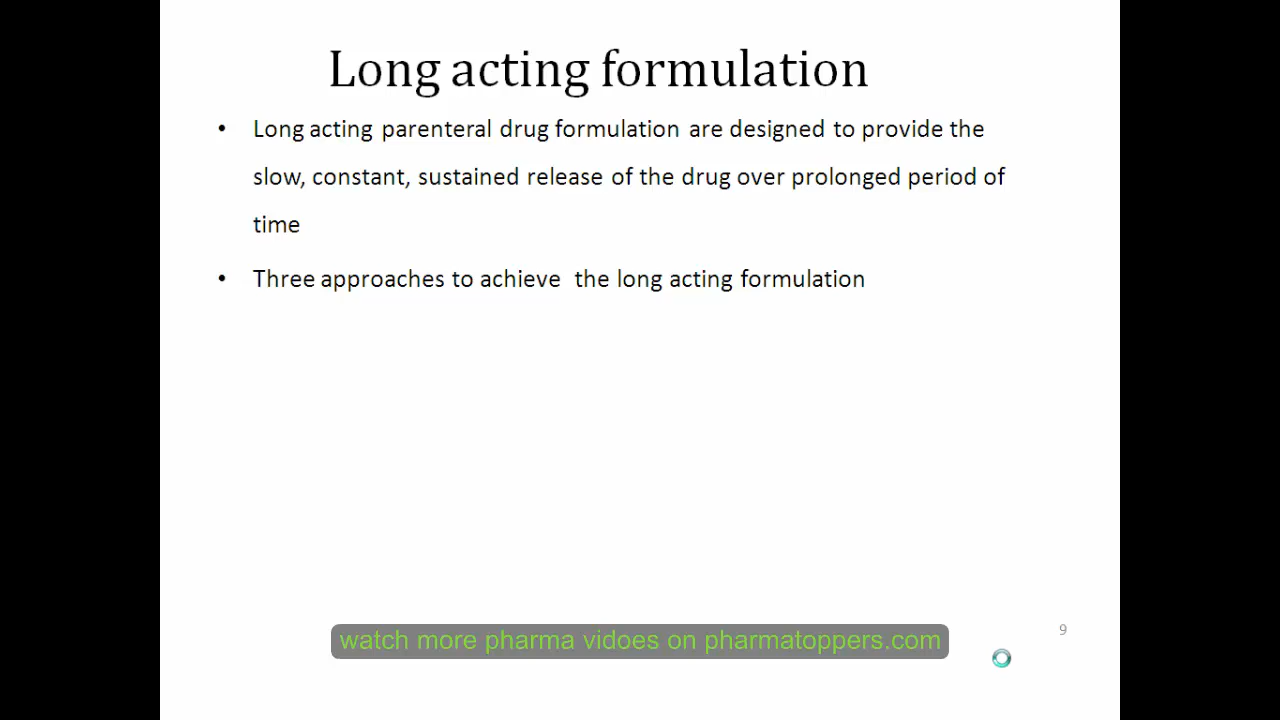 Long acting formulation
• Long acting parenteral drug formulation are designed to provide the
slow, constant, sustained release of the drug over prolonged period of
time
• Three approaches to achieve the long acting formulation
watch more pharma vidoes on pharmatoppers.com
9